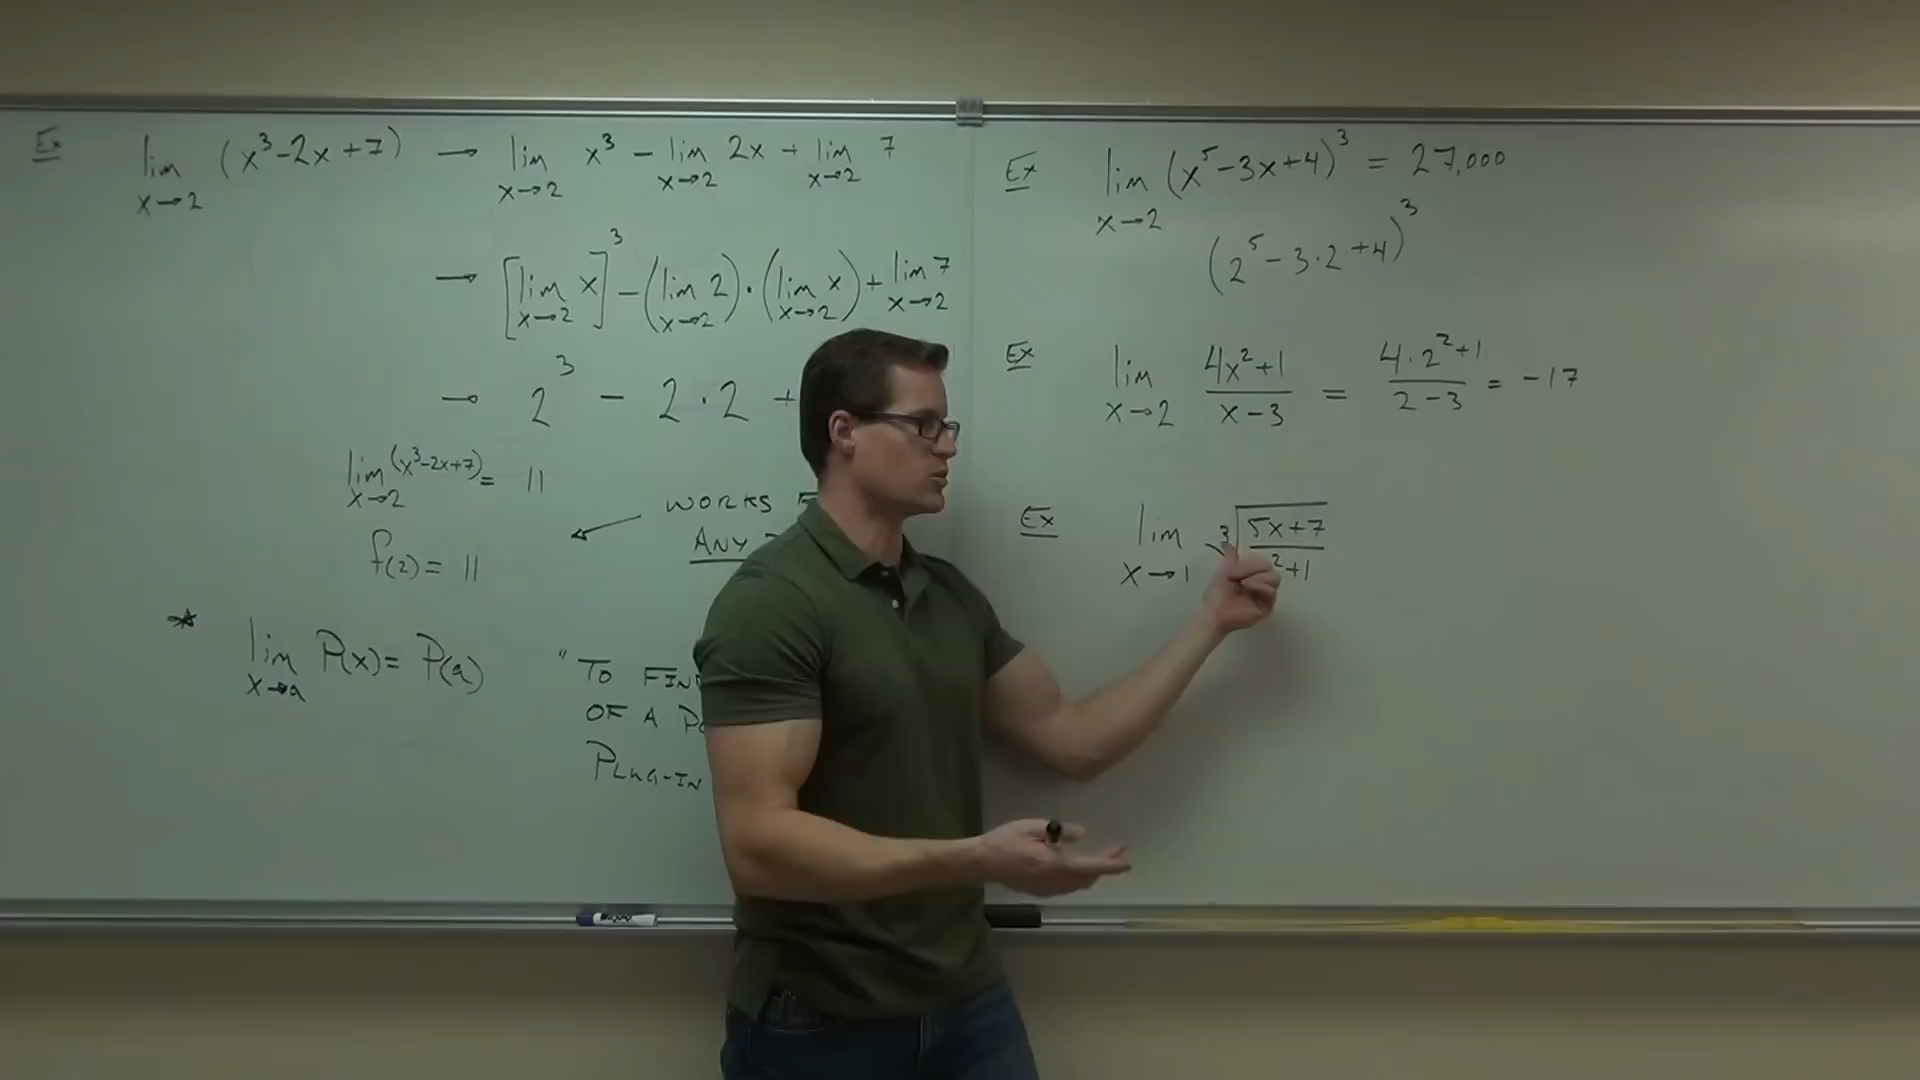 Ex lim x→2 (x³-2x+7) → lim x→2 x³ - lim x→2 2x + lim x→2 7
→ [lim x→2 x]³ - (lim x→2 2)·(lim x→2 x) + lim x→2 7
→ 2³ - 2·2 +
lim x→2 (x³-2x+7) = 11
WORKS
ANY
f(2) = 11
* lim x→a P(x) = P(a)
"TO
OF A
PLUG-IN
Ex lim x→2 (x⁵-3x+4)³ = 27,000
(2⁵-3·2+4)³
Ex lim x→2 (4x²+1)/(x-3) = (4·2²+1)/(2-3) = -17
Ex lim x→1 ³√(5x+7)/(²+1)